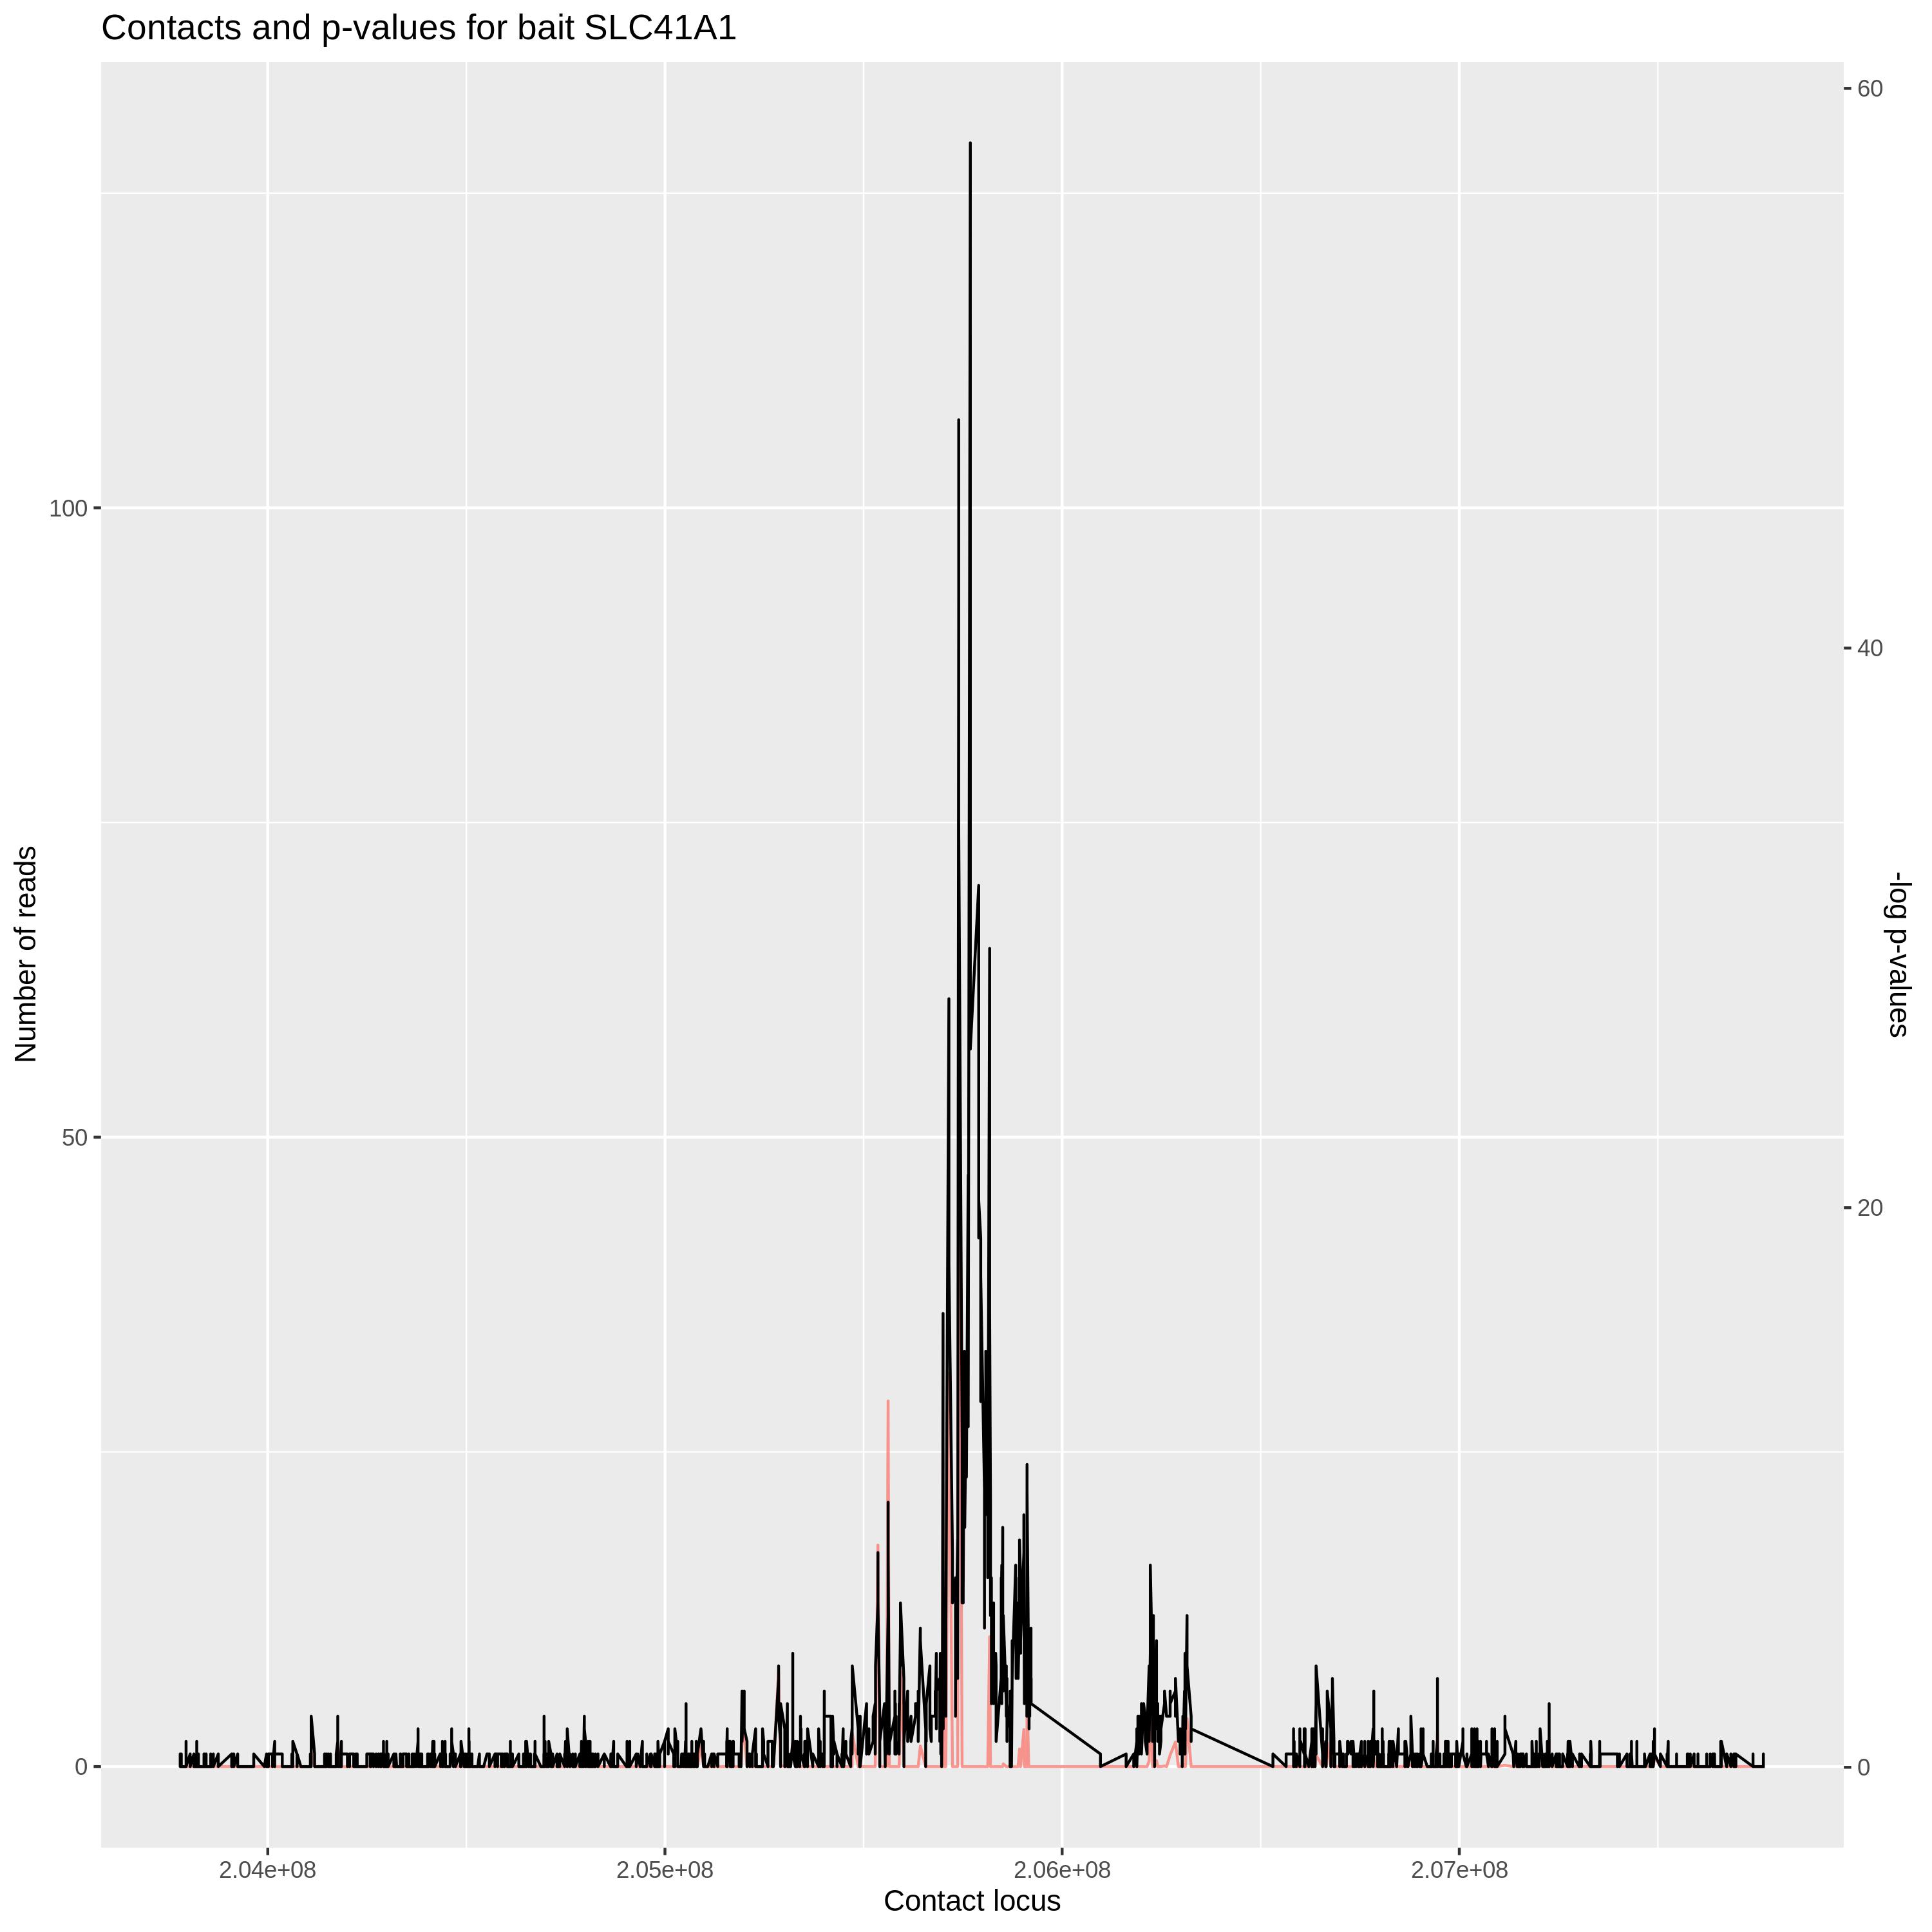 Contacts and p-values for bait SLC41A1
Number of reads
100
50
0
60
40
20
0
-log p-values
2.04e+08
2.05e+08
2.06e+08
2.07e+08
Contact locus